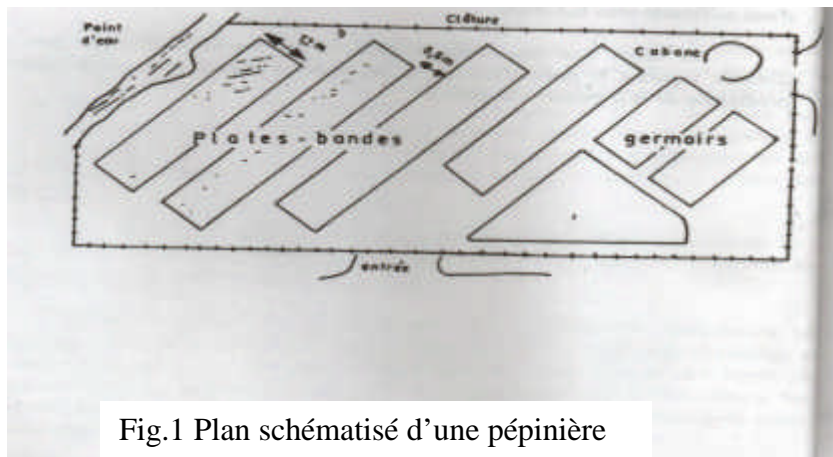 Clôture
Point
d'eau
Cabane
Plates-bandes
germoirs
entrée
Fig.1 Plan schématisé d'une pépinière